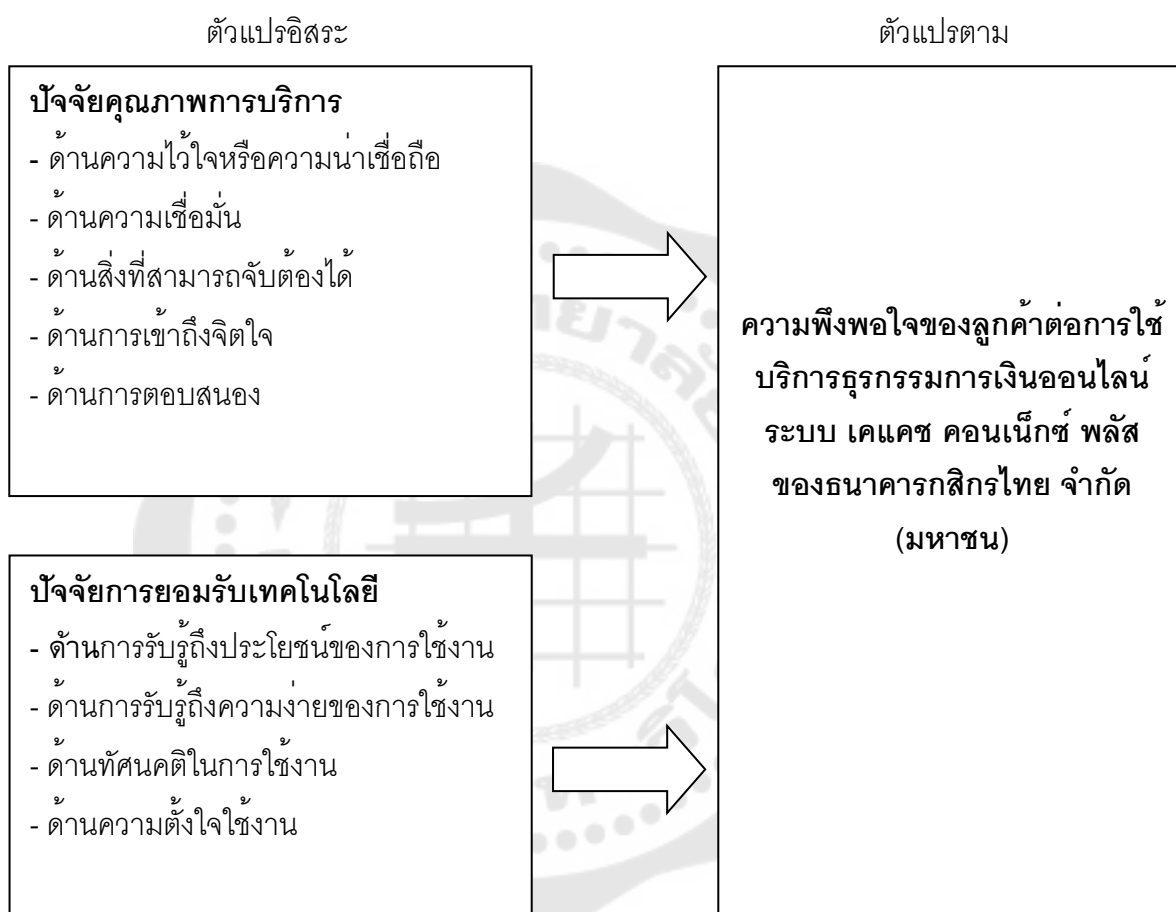 ตัวแปรอิสระ
ตัวแปรตาม
ปัจจัยคุณภาพการบริการ
- ด้านความไว้ใจหรือความน่าเชื่อถือ
- ด้านความเชื่อมั่น
- ด้านสิ่งที่สามารถจับต้องได้
- ด้านการเข้าถึงจิตใจ
- ด้านการตอบสนอง
ปัจจัยการยอมรับเทคโนโลยี
- ด้านการรับรู้ถึงประโยชน์ของการใช้งาน
- ด้านการรับรู้ถึงความง่ายของการใช้งาน
- ด้านทัศนคติในการใช้งาน
- ด้านความตั้งใจใช้งาน
ความพึงพอใจของลูกค้าต่อการใช้
บริการธุรกรรมการเงินออนไลน์
ระบบ เคแคช คอนเน็กซ์ พลัส
ของธนาคารกสิกรไทย จำกัด
(มหาชน)